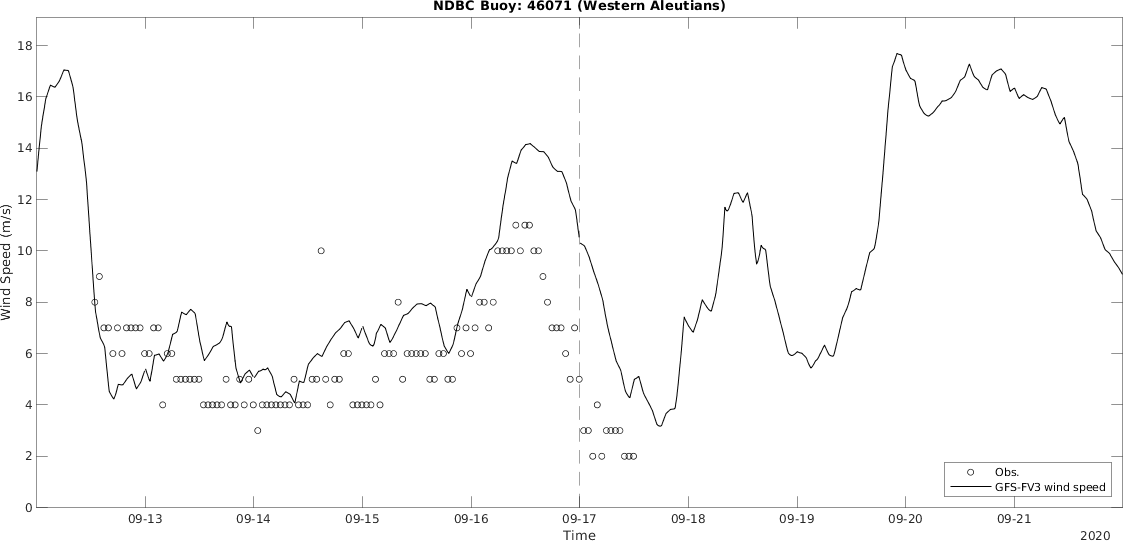 NDBC Buoy: 46071 (Western Aleutians)
18
16
14
12
10
8
6
4
2
0
Wind Speed (m/s)
09-13 09-14 09-15 09-16 09-17 09-18 09-19 09-20 09-21
Time
2020
Obs.
GFS-FV3 wind speed